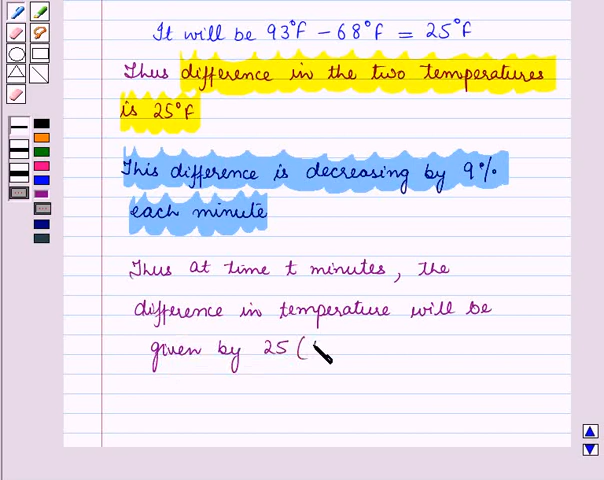 It will be 93°F - 68°F = 25°F
Thus difference in the two temperatures
is 25°F
This difference is decreasing by 9%
each minute
Thus at time t minutes, the
difference in temperature will be
given by 25 (